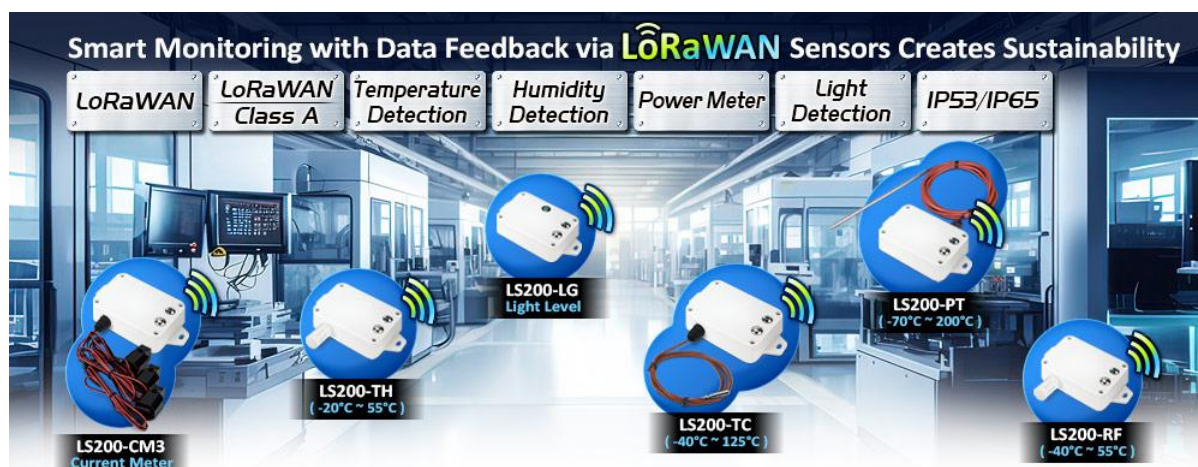 Smart Monitoring with Data Feedback via LoRaWAN Sensors Creates Sustainability
LoRaWAN
LoRaWAN
Class A
Temperature
Detection
Humidity
Detection
Power Meter
Light
Detection
IP53/IP65
LS200-LG
Light Level
LS200-PT
( -70°C ~ 200°C )
LS200-TH
( -20°C ~ 55°C )
LS200-TC
( -40°C ~ 125°C )
LS200-RF
( -40°C ~ 55°C )
LS200-CM3
Current Meter